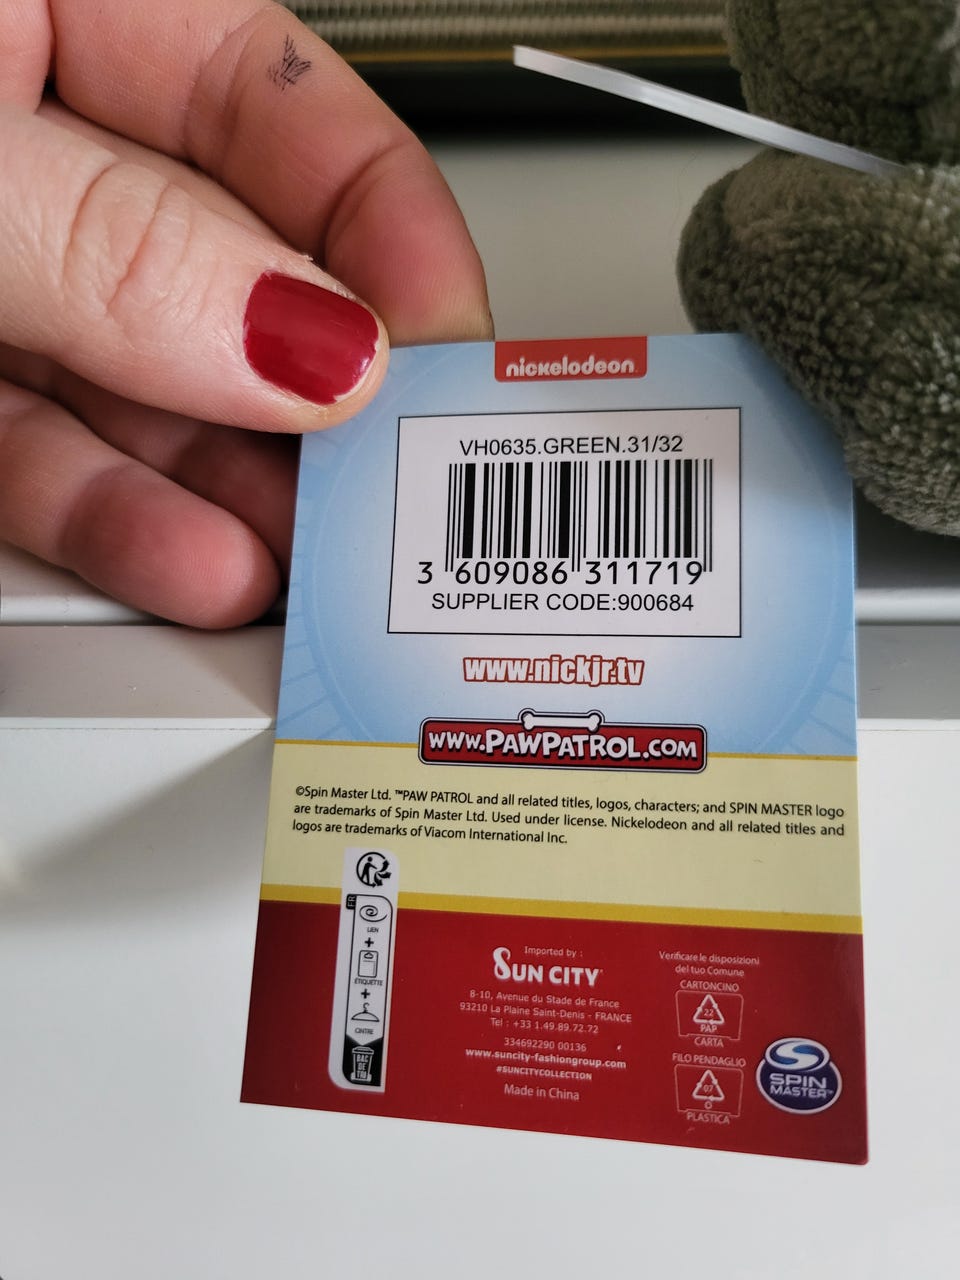 nickelodeon
VH0635.GREEN.31/32
3 609086 311719
SUPPLIER CODE:900684
www.nickjr.tv
www.PAWPATROL.COM
©Spin Master Ltd. ™PAW PATROL and all related titles, logos, characters; and SPIN MASTER logo
are trademarks of Spin Master Ltd. Used under license. Nickelodeon and all related titles and
logos are trademarks of Viacom International Inc.
FR
LIEN
+
ÉTIQUETTE
+
CINTRE
BAC
DE
TRI
Imported by :
SUN CITY
8-10, Avenue du Stade de France
93210 La Plaine Saint-Denis - FRANCE
Tel : +33 1.49.89.72.72
334692290 00136
www.suncity-fashiongroup.com
#SUNCITYCOLLECTION
Made in China
Verificare le disposizioni
del tuo Comune
CARTONCINO
22
PAP
CARTA
FILO PENDAGLIO
07
O
PLASTICA
SPIN
MASTER™